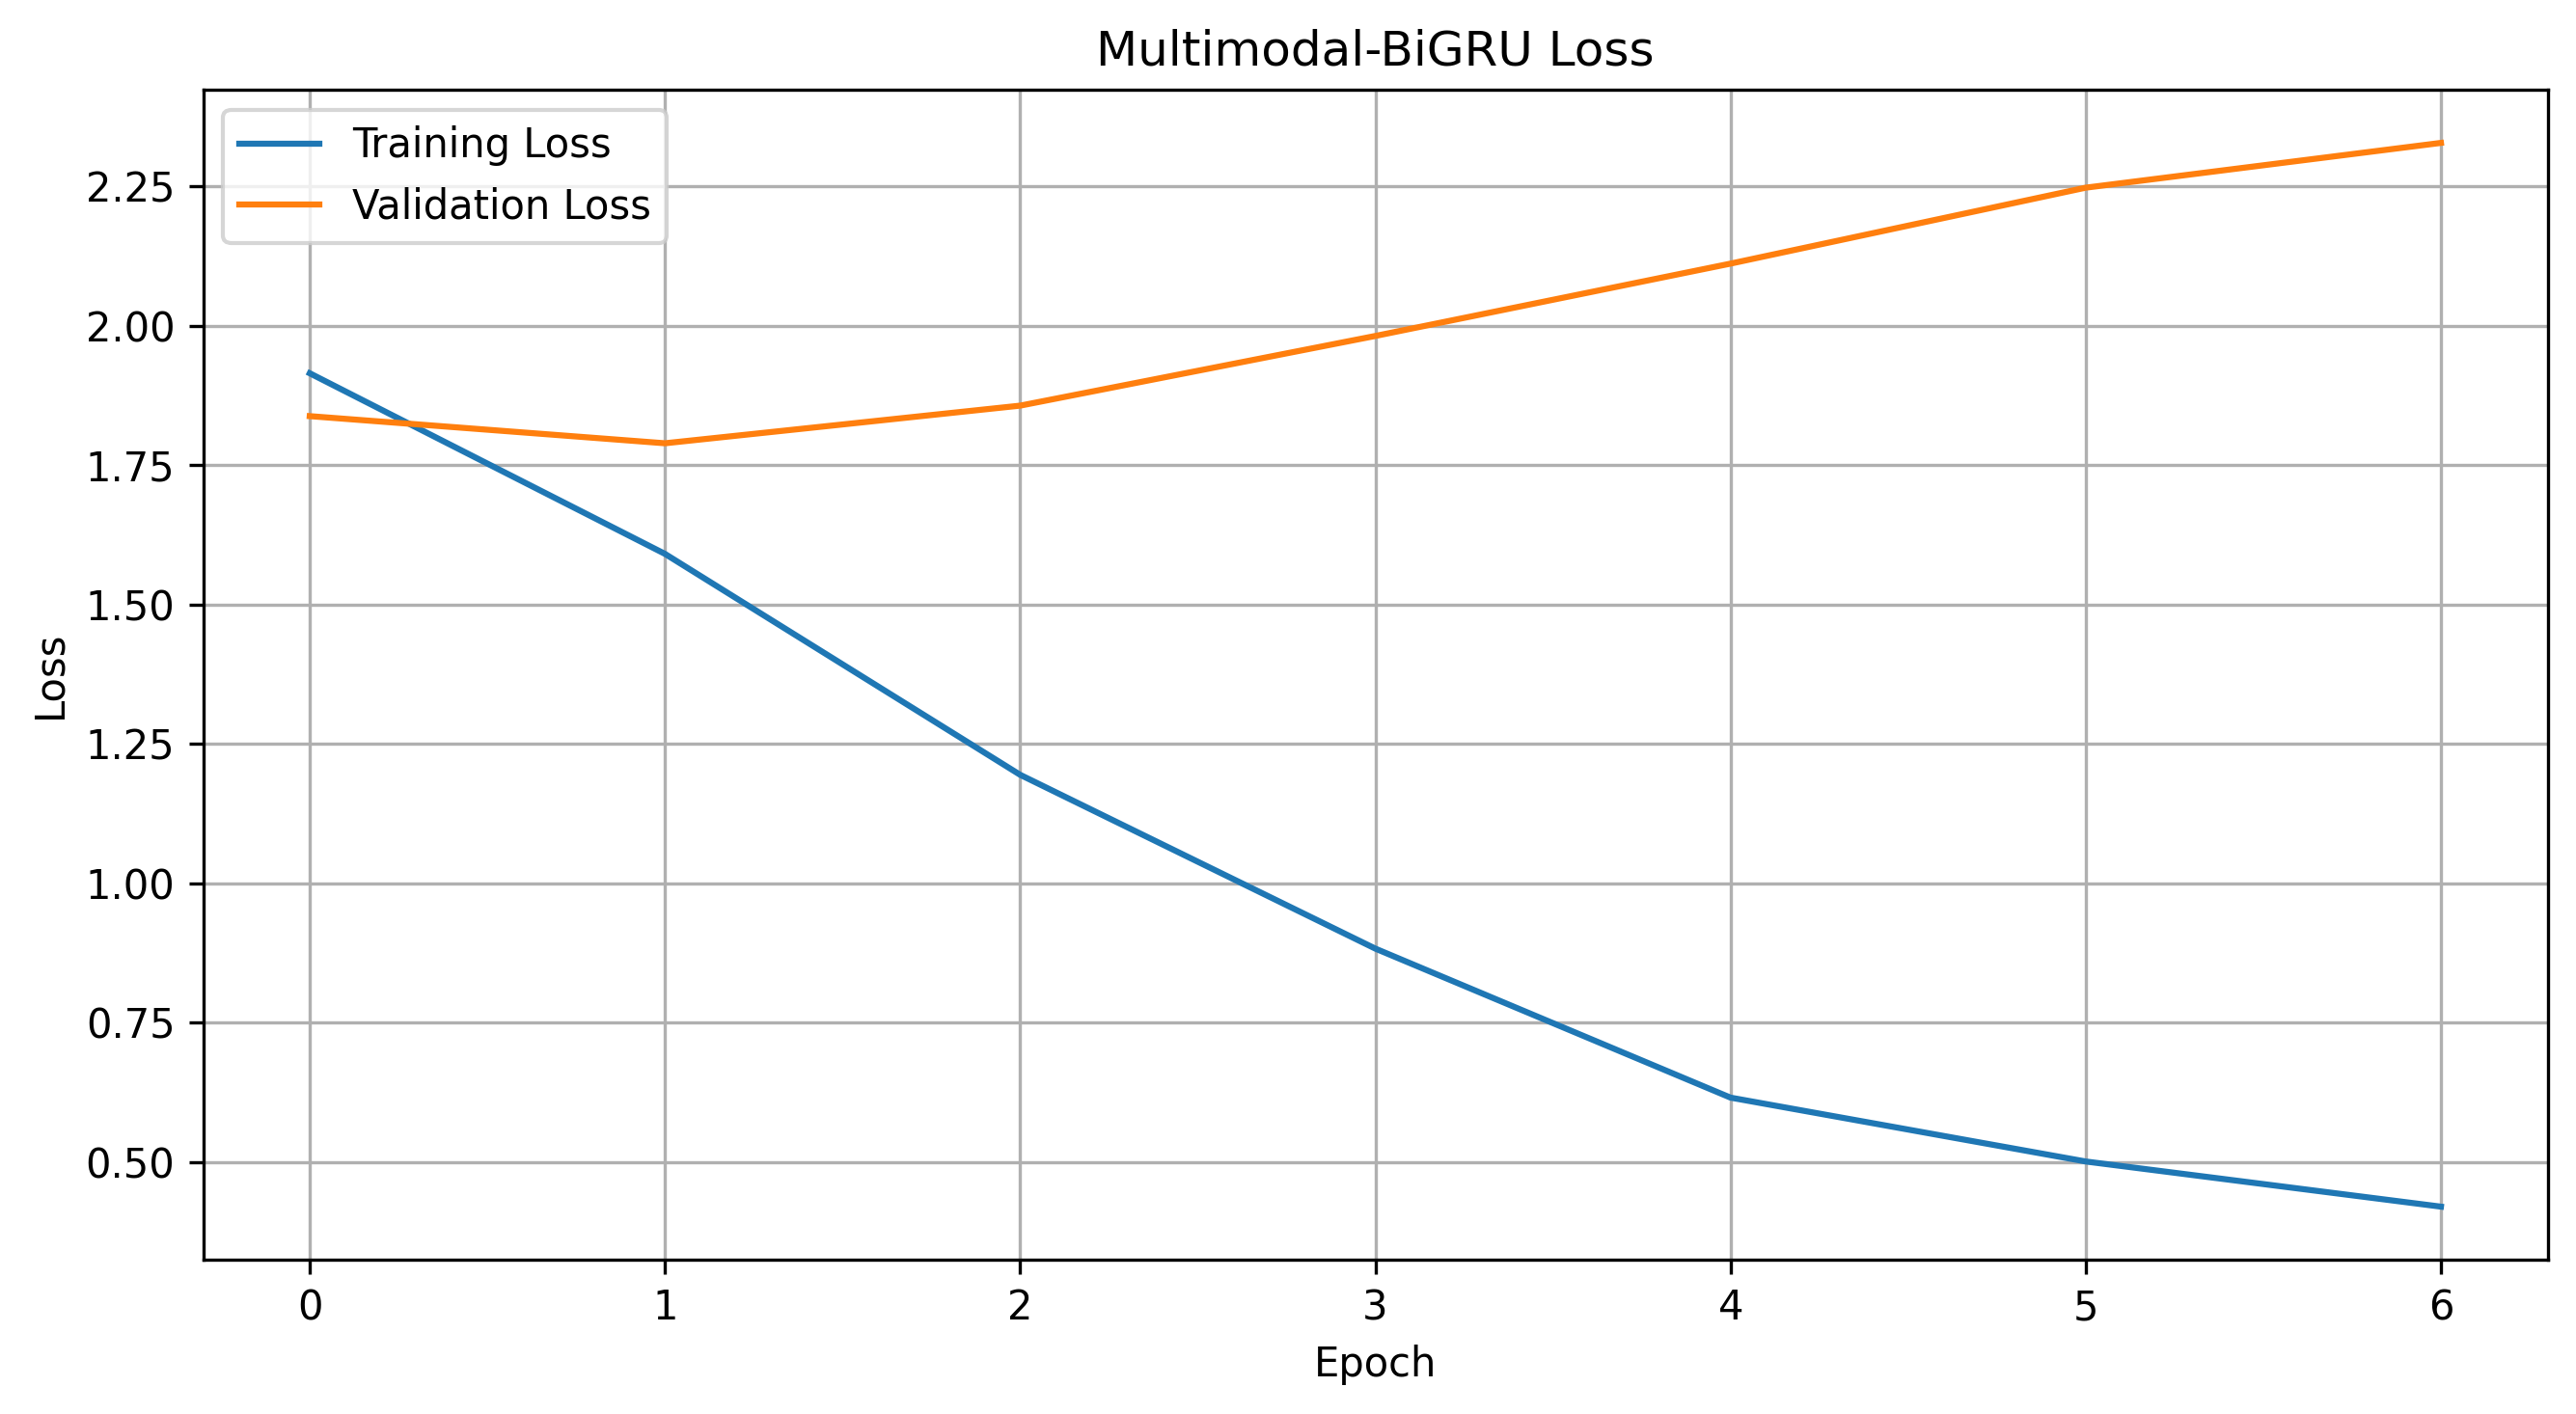 Multimodal-BiGRU Loss
Training Loss
Validation Loss
2.25
2.00
1.75
1.50
1.25
1.00
0.75
0.50
Loss
0 1 2 3 4 5 6
Epoch